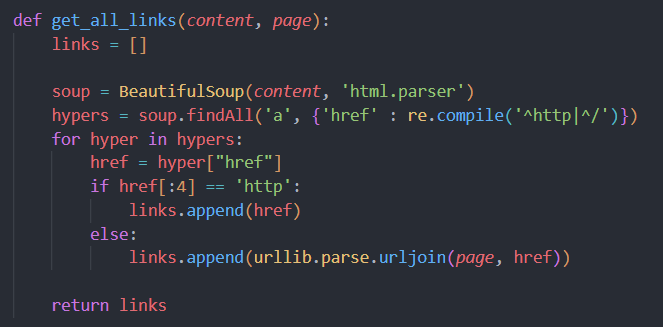 def get_all_links(content, page):
    links = []

    soup = BeautifulSoup(content, 'html.parser')
    hypers = soup.findAll('a', {'href' : re.compile('^http|^/')})
    for hyper in hypers:
        href = hyper["href"]
        if href[:4] == 'http':
            links.append(href)
        else:
            links.append(urllib.parse.urljoin(page, href))

    return links